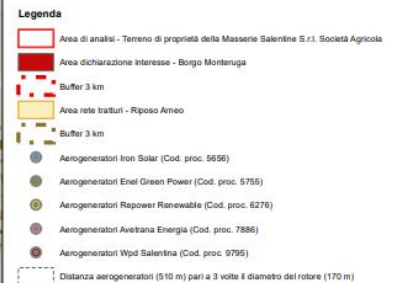 Legenda
Area di analisi - Terreno di proprietà della Masserie Salentine S.r.l. Società Agricola
Area dichiarazione interesse - Borgo Monteruga
Buffer 3 km
Area rete tratturi - Riposo Arneo
Buffer 3 km
Aerogeneratori Iron Solar (Cod. proc. 5656)
Aerogeneratori Enel Green Power (Cod. proc. 5755)
Aerogeneratori Repower Renewable (Cod. proc. 6276)
Aerogeneratori Avetrana Energia (Cod. proc. 7886)
Aerogeneratori Wpd Salentina (Cod. proc. 9795)
Distanza aerogeneratori (510 m) pari a 3 volte il diametro del rotore (170 m)